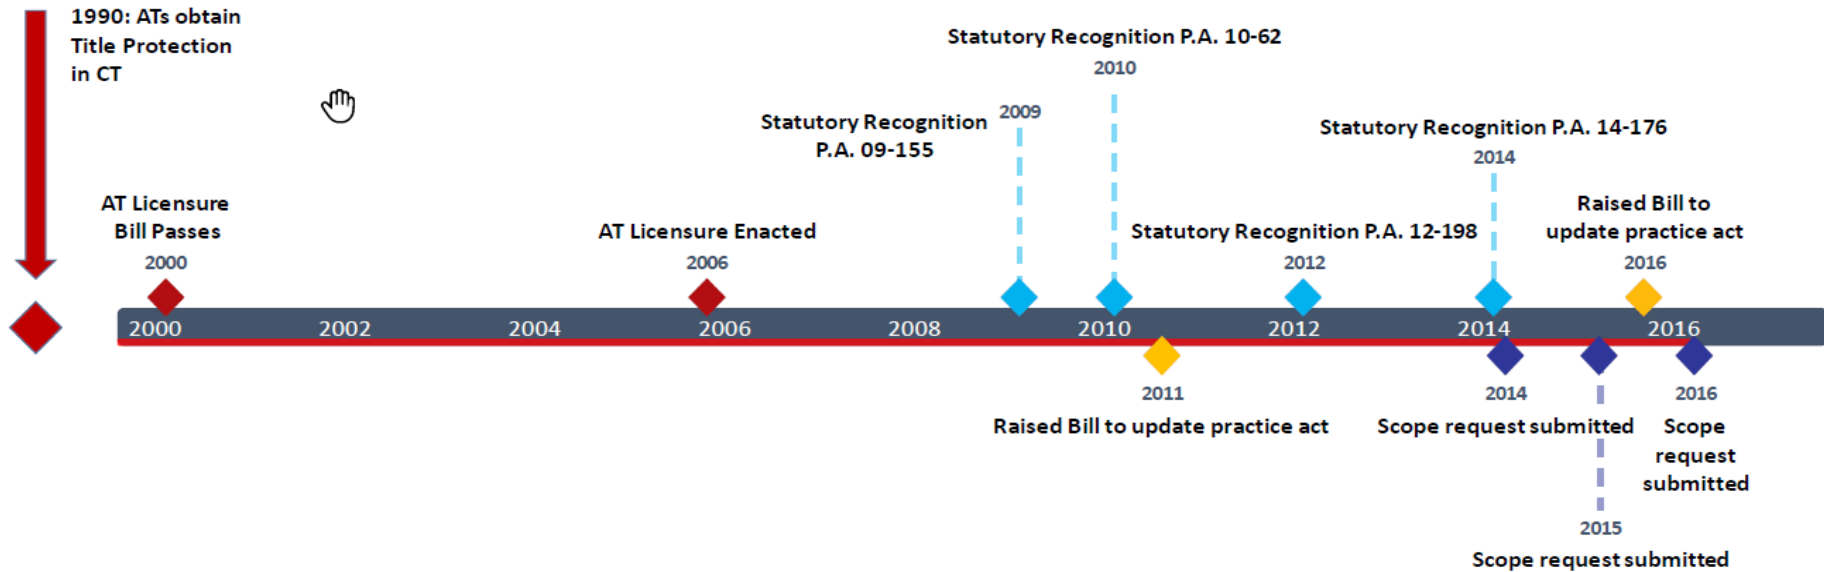 1990: ATs obtain
Title Protection
in CT
Statutory Recognition P.A. 10-62
2010
2009
Statutory Recognition
P.A. 09-155
Statutory Recognition P.A. 14-176
2014
AT Licensure
Bill Passes
2000
AT Licensure Enacted
2006
Statutory Recognition P.A. 12-198
2012
Raised Bill to
update practice act
2016
2000 2002 2004 2006 2008 2010 2012 2014 2016
2011
Raised Bill to update practice act
2014
Scope request submitted
2016
Scope
request
submitted
2015
Scope request submitted